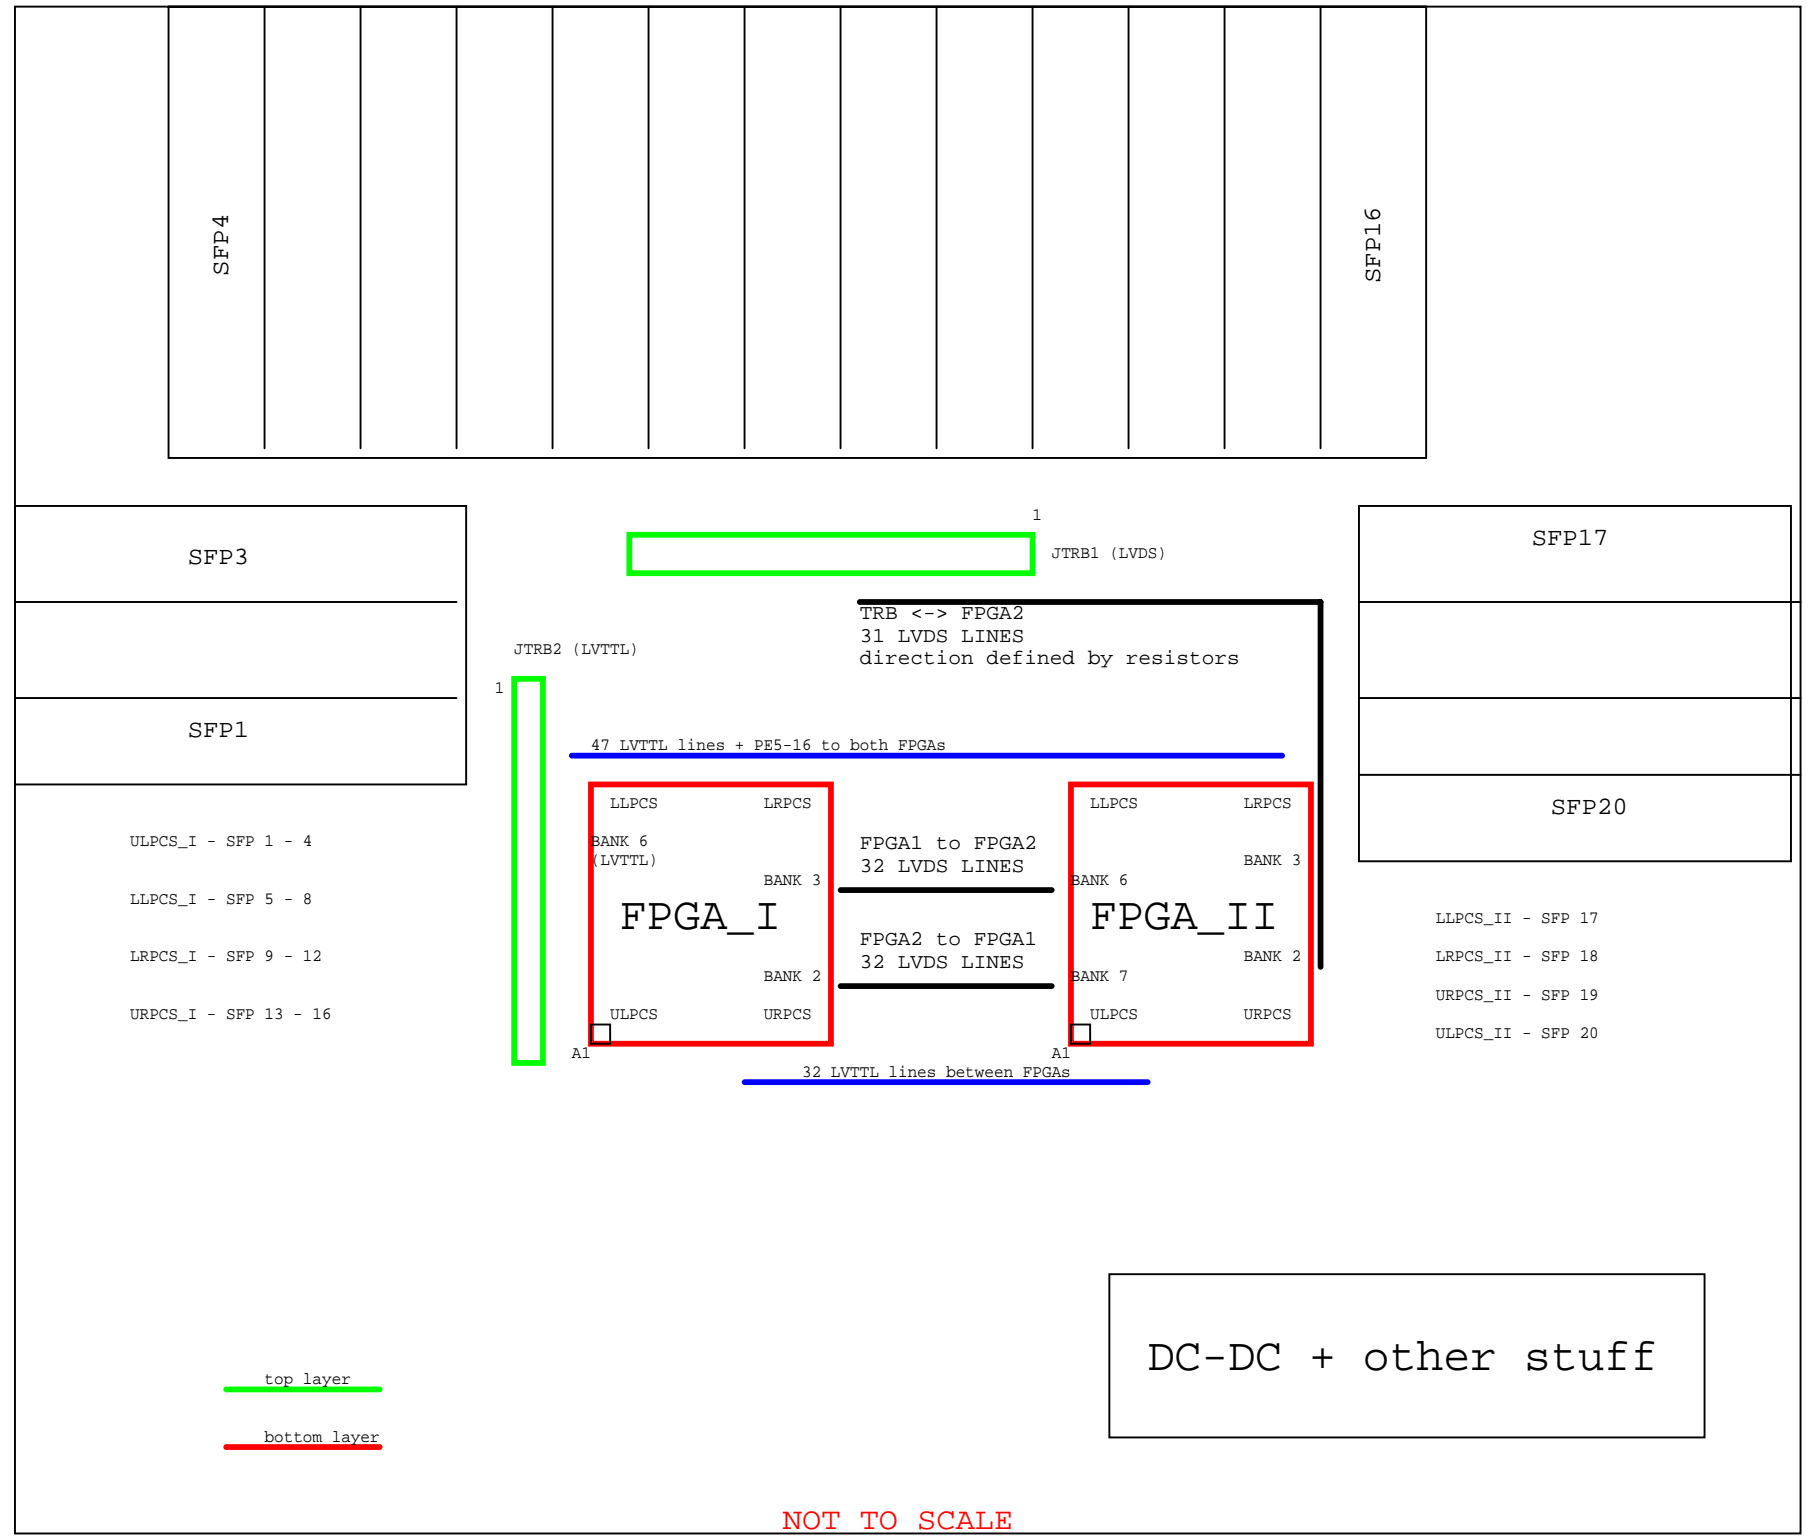 SFP4
SFP16
SFP3
SFP1
1
JTRB1 (LVDS)
SFP17
SFP20
TRB <-> FPGA2
31 LVDS LINES
direction defined by resistors
JTRB2 (LVTTL)
1
47 LVTTL lines + PE5-16 to both FPGAs
LLPCS
LRPCS
BANK 6
(LVTTL)
BANK 3
FPGA_I
BANK 2
ULPCS
URPCS
A1
FPGA1 to FPGA2
32 LVDS LINES
FPGA2 to FPGA1
32 LVDS LINES
LLPCS
LRPCS
BANK 3
BANK 6
FPGA_II
BANK 2
BANK 7
ULPCS
URPCS
A1
32 LVTTL lines between FPGAs
ULPCS_I - SFP 1 - 4
LLPCS_I - SFP 5 - 8
LRPCS_I - SFP 9 - 12
URPCS_I - SFP 13 - 16
LLPCS_II - SFP 17
LRPCS_II - SFP 18
URPCS_II - SFP 19
ULPCS_II - SFP 20
DC-DC + other stuff
top layer
bottom layer
NOT TO SCALE